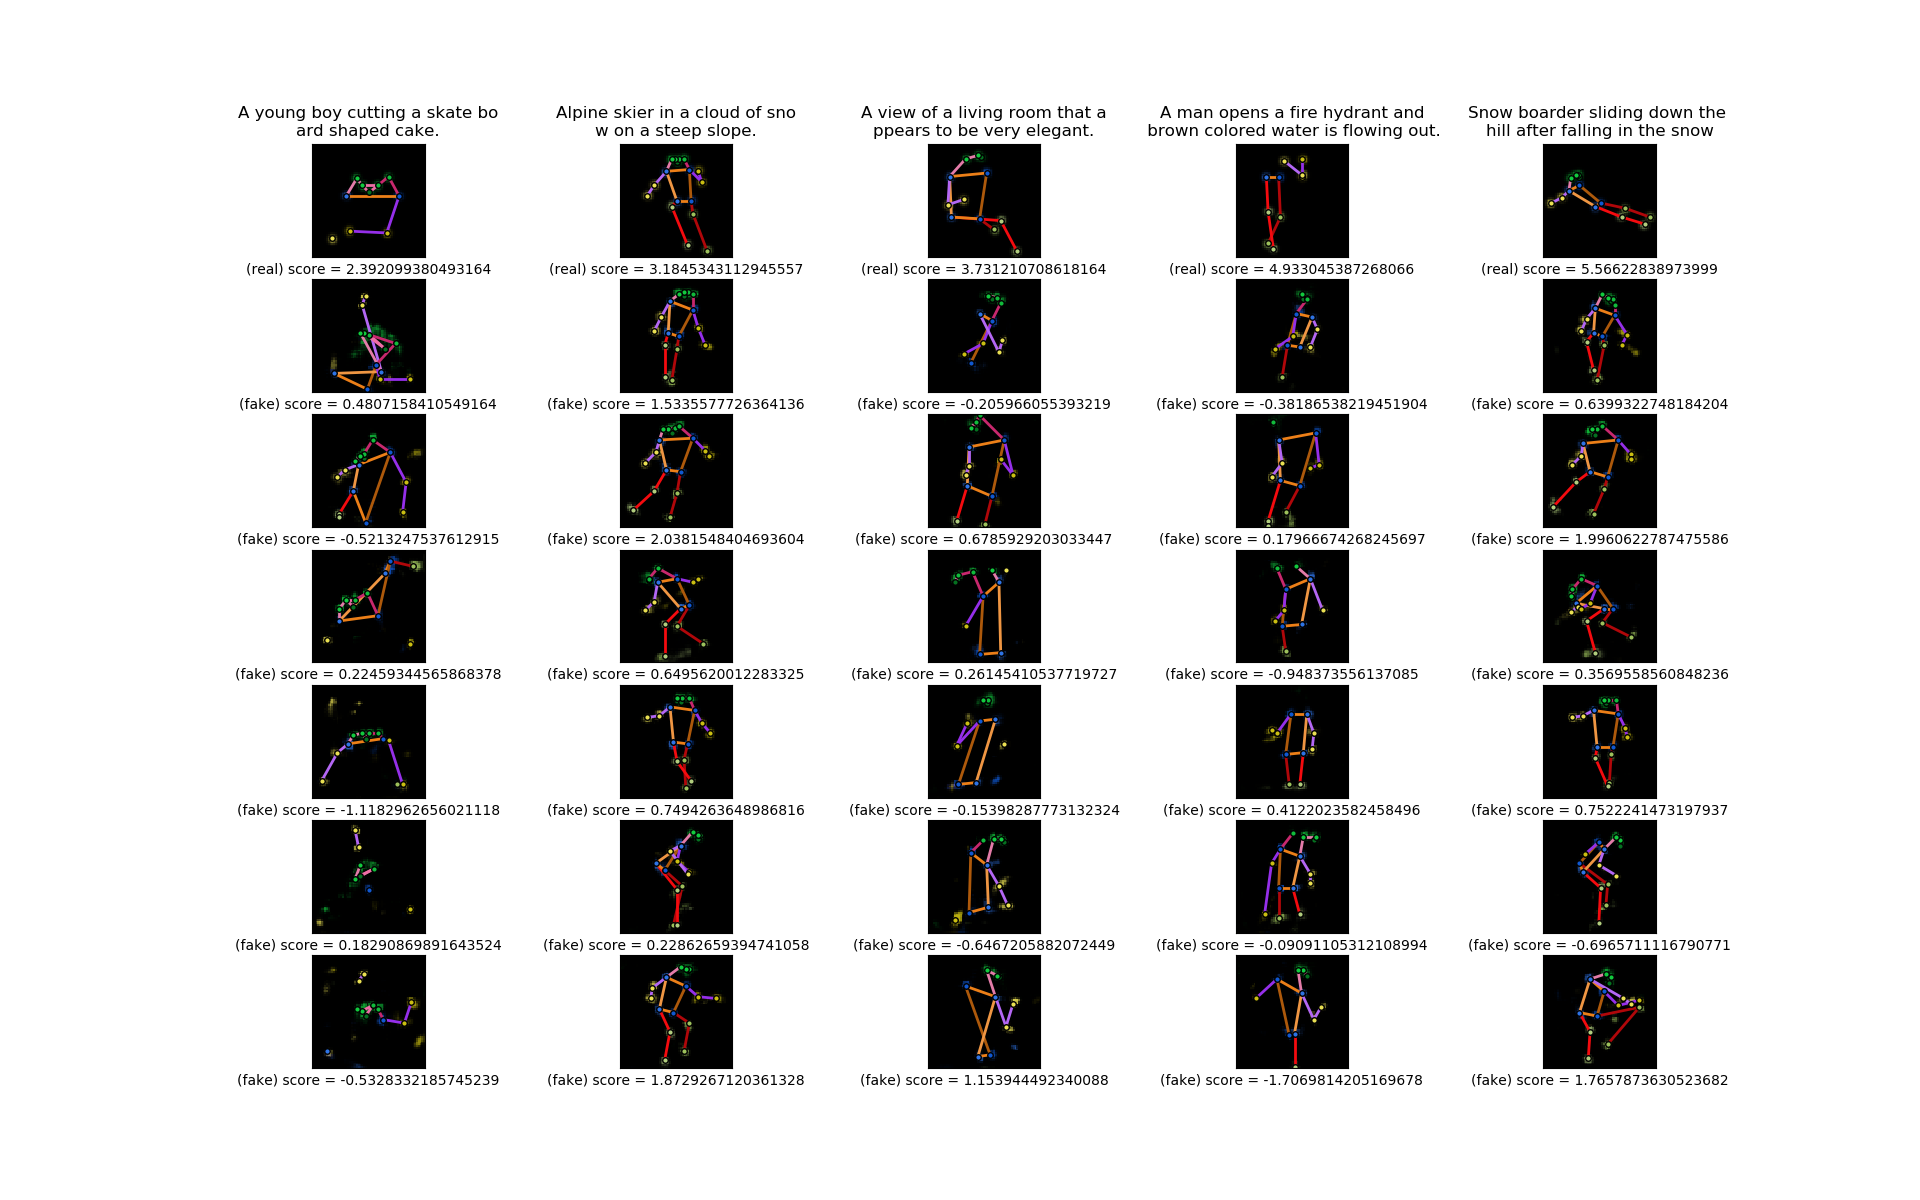 A young boy cutting a skate bo
ard shaped cake.
Alpine skier in a cloud of sno
w on a steep slope.
A view of a living room that a
ppears to be very elegant.
A man opens a fire hydrant and
brown colored water is flowing out.
Snow boarder sliding down the
hill after falling in the snow
(real) score = 2.392099380493164
(real) score = 3.1845343112945557
(real) score = 3.731210708618164
(real) score = 4.933045387268066
(real) score = 5.56622838973999
(fake) score = 0.4807158410549164
(fake) score = 1.5335577726364136
(fake) score = -0.205966055393219
(fake) score = -0.38186538219451904
(fake) score = 0.6399322748184204
(fake) score = -0.5213247537612915
(fake) score = 2.0381548404693604
(fake) score = 0.6785929203033447
(fake) score = 0.17966674268245697
(fake) score = 1.9960622787475586
(fake) score = 0.22459344565868378
(fake) score = 0.6495620012283325
(fake) score = 0.26145410537719727
(fake) score = -0.948373556137085
(fake) score = 0.3569558560848236
(fake) score = -1.1182962656021118
(fake) score = 0.7494263648986816
(fake) score = -0.15398287773132324
(fake) score = 0.4122023582458496
(fake) score = 0.7522241473197937
(fake) score = 0.18290869891643524
(fake) score = 0.22862659394741058
(fake) score = -0.6467205882072449
(fake) score = -0.09091105312108994
(fake) score = -0.6965711116790771
(fake) score = -0.5328332185745239
(fake) score = 1.8729267120361328
(fake) score = 1.153944492340088
(fake) score = -1.7069814205169678
(fake) score = 1.7657873630523682